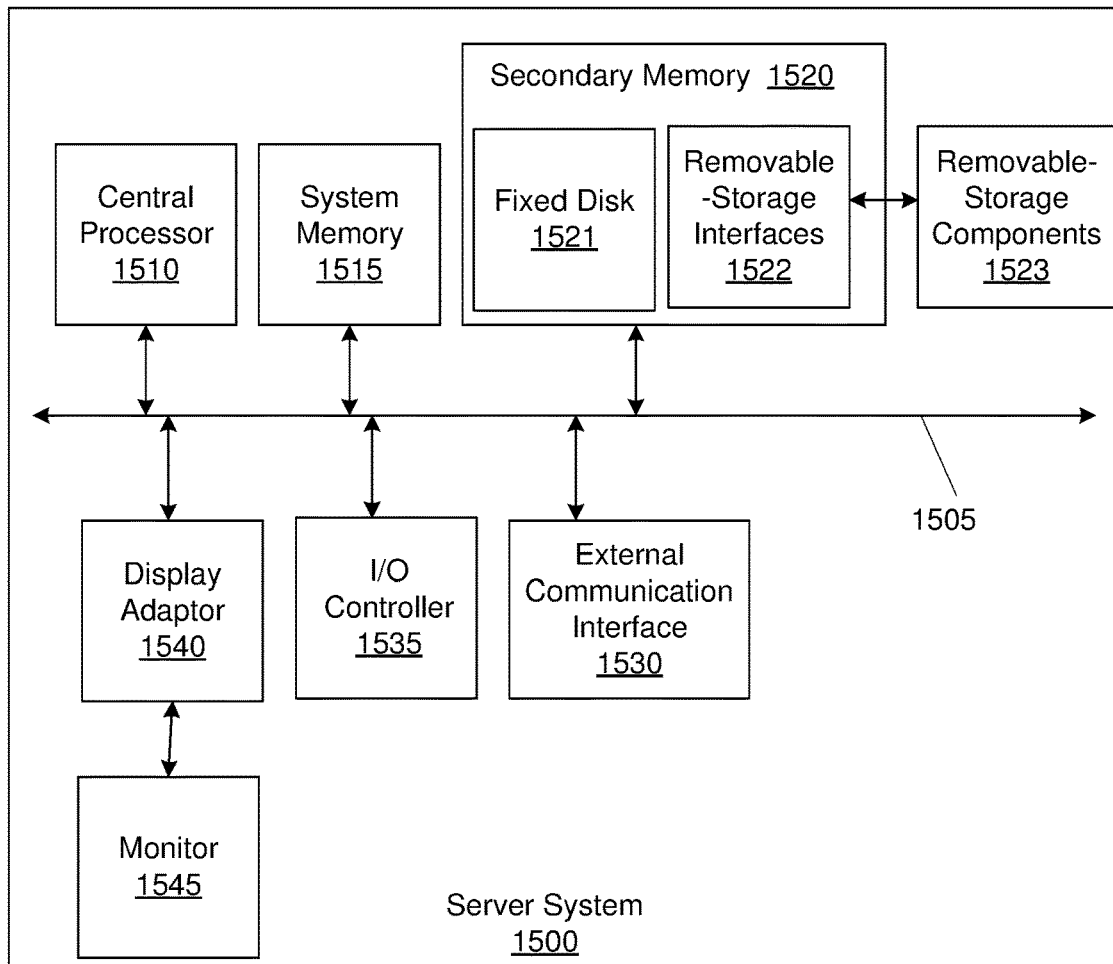 Secondary Memory 1520
Central
Processor
1510
System
Memory
1515
Fixed Disk
1521
Removable
-Storage
Interfaces
1522
Removable-
Storage
Components
1523
1505
Display
Adaptor
1540
I/O
Controller
1535
External
Communication
Interface
1530
Monitor
1545
Server System
1500